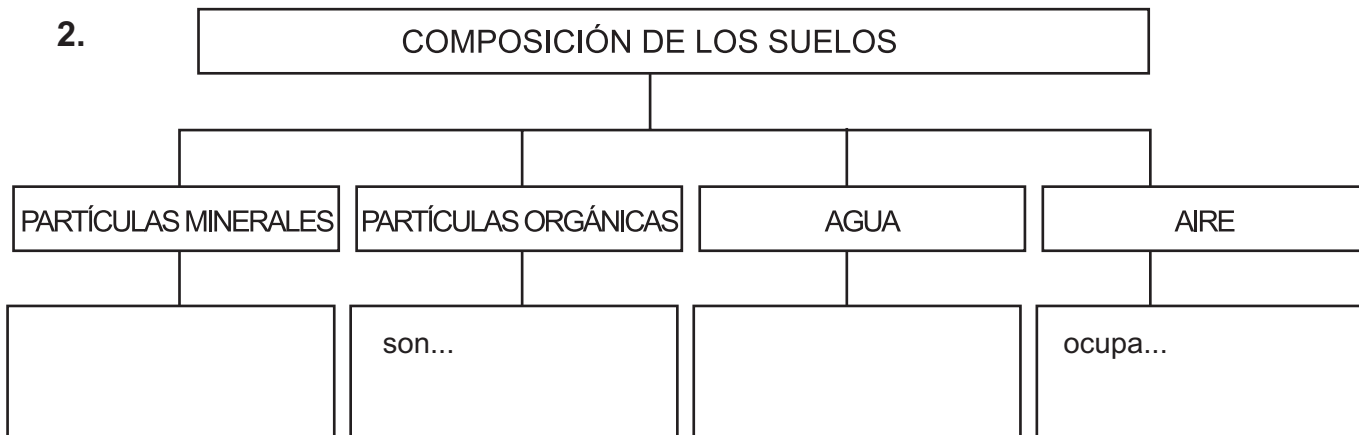 2.
COMPOSICIÓN DE LOS SUELOS
PARTÍCULAS MINERALES
PARTÍCULAS ORGÁNICAS
AGUA
AIRE
son...
ocupa...